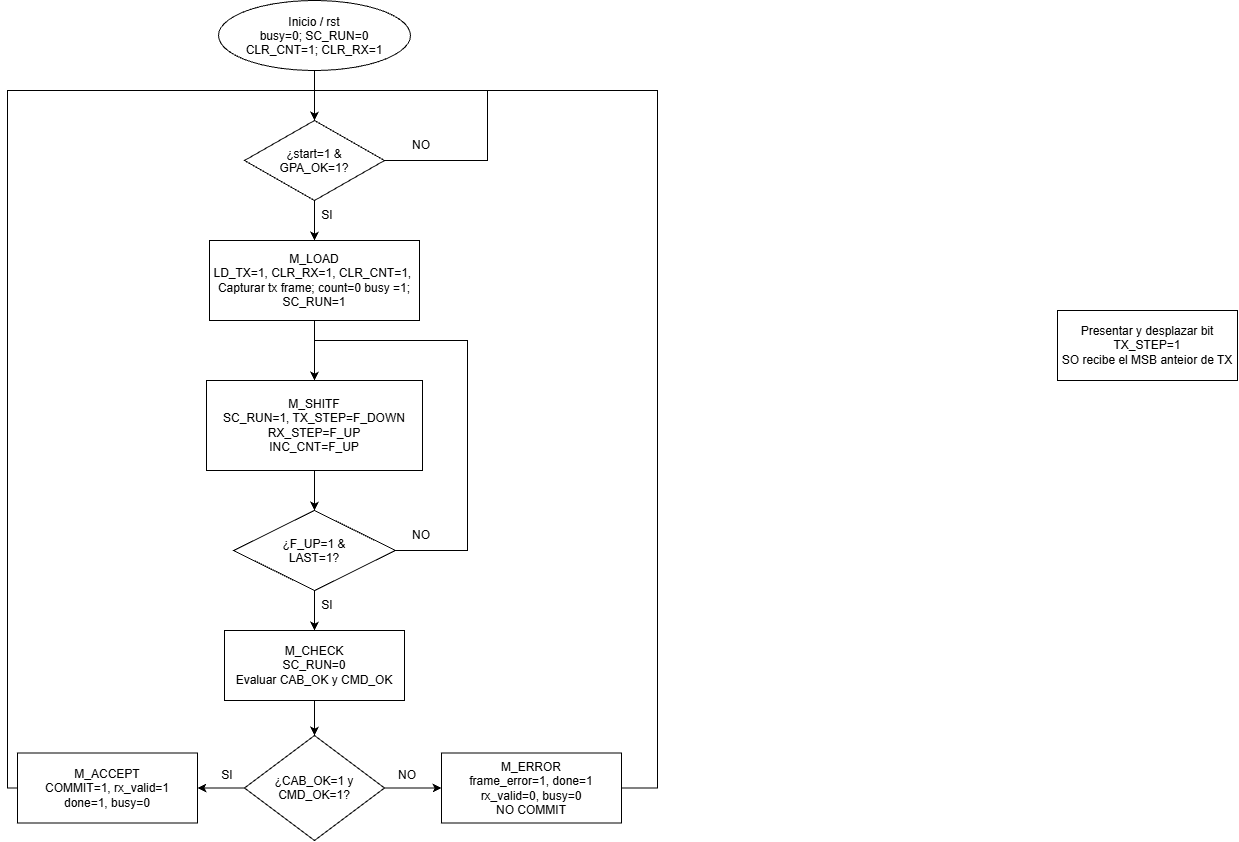 Inicio / rst
busy=0; SC_RUN=0
CLR_CNT=1; CLR_RX=1
¿start=1 &
GPA_OK=1?
NO
SI
M_LOAD
LD_TX=1, CLR_RX=1, CLR_CNT=1,
Capturar tx frame; count=0 busy =1;
SC_RUN=1
Presentar y desplazar bit
TX_STEP=1
SO recibe el MSB anteior de TX
M_SHITF
SC_RUN=1, TX_STEP=F_DOWN
RX_STEP=F_UP
INC_CNT=F_UP
¿F_UP=1 &
LAST=1?
NO
SI
M_CHECK
SC_RUN=0
Evaluar CAB_OK y CMD_OK
¿CAB_OK=1 y
CMD_OK=1?
SI
NO
M_ACCEPT
COMMIT=1, rx_valid=1
done=1, busy=0
M_ERROR
frame_error=1, done=1
rx_valid=0, busy=0
NO COMMIT